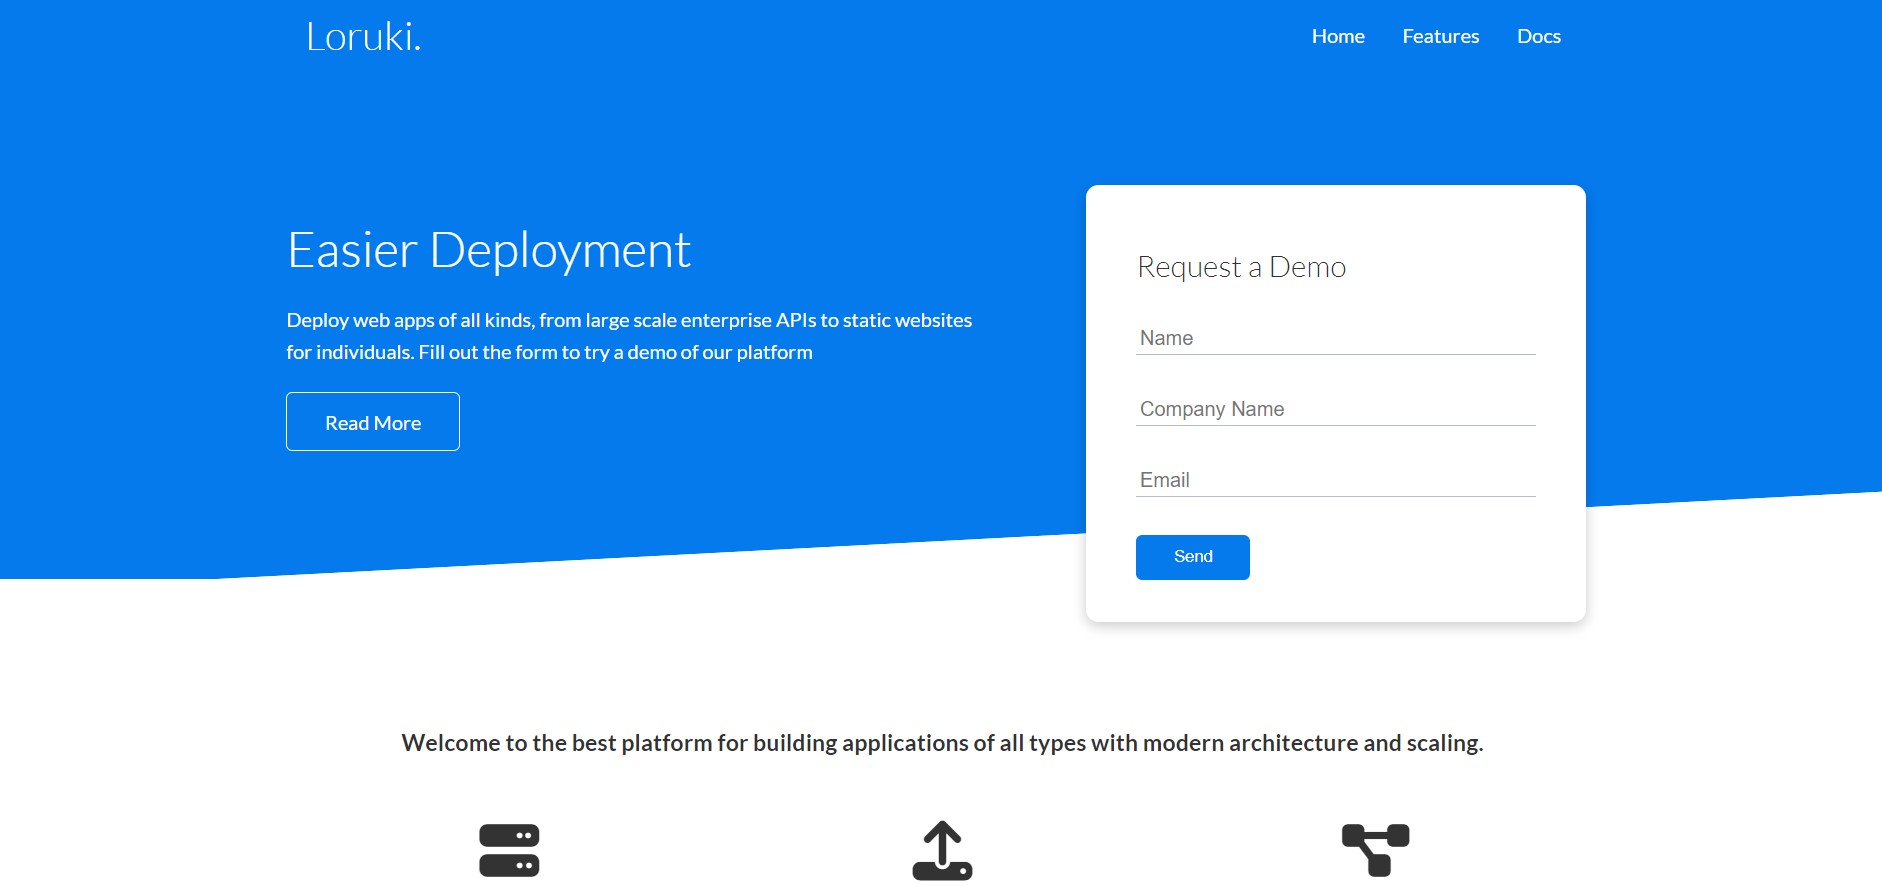 Loruki.
Home
Features
Docs
Easier Deployment
Deploy web apps of all kinds, from large scale enterprise APIs to static websites
for individuals. Fill out the form to try a demo of our platform
Read More
Request a Demo
Name
Company Name
Email
Send
Welcome to the best platform for building applications of all types with modern architecture and scaling.